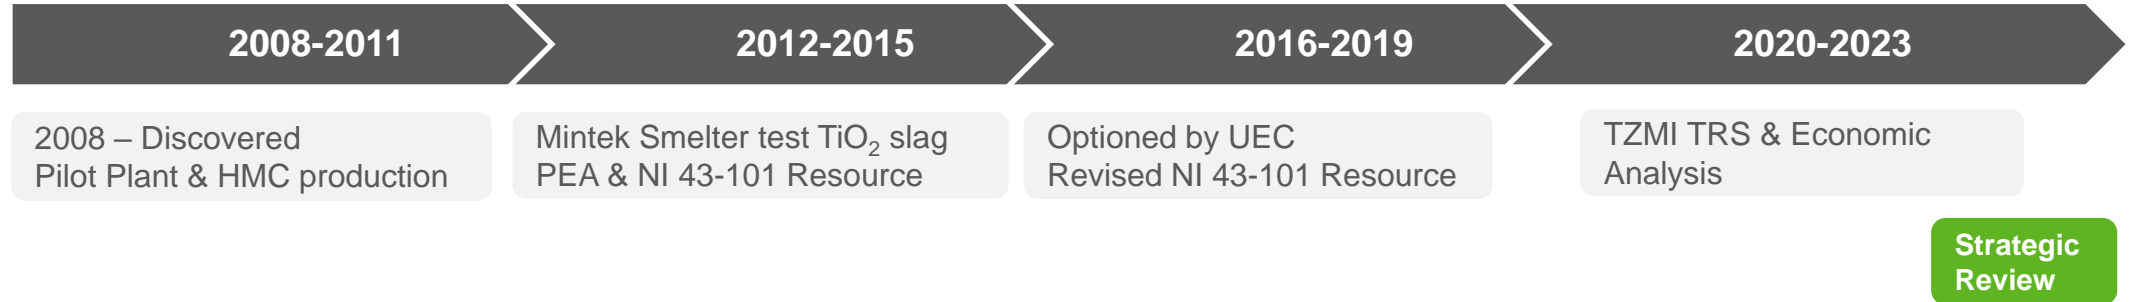 2008-2011
2012-2015
2016-2019
2020-2023
2008 – Discovered
Pilot Plant & HMC production
Mintek Smelter test TiO₂ slag
PEA & NI 43-101 Resource
Optioned by UEC
Revised NI 43-101 Resource
TZMI TRS & Economic
Analysis
Strategic
Review